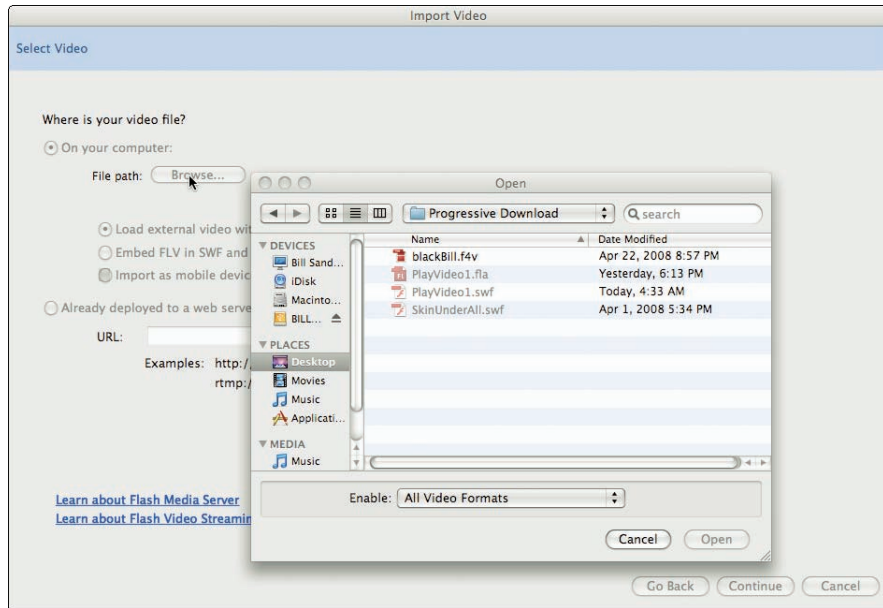 Import Video
Select Video
Where is your video file?
On your computer:
File path: Browse...
Load external video wit
Embed FLV in SWF and
Import as mobile devic
Already deployed to a web serve
URL:
Examples: http:/
rtmp:/
Learn about Flash Media Server
Learn about Flash Video Streamin
Go Back Continue Cancel
Open
Progressive Download search
DEVICES
Bill Sand...
iDisk
Macinto...
BILL...
PLACES
Desktop
Movies
Music
Applicati...
MEDIA
Music
Name Date Modified
blackBill.f4v Apr 22, 2008 8:57 PM
PlayVideo1.fla Yesterday, 6:13 PM
PlayVideo1.swf Today, 4:33 AM
SkinUnderAll.swf Apr 1, 2008 5:34 PM
Enable: All Video Formats
Cancel Open